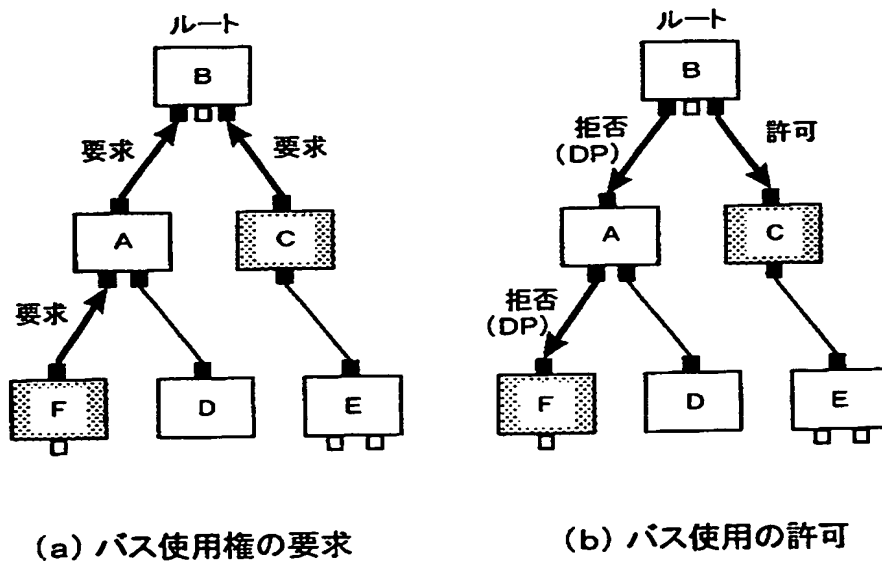 ルート
B
要求
要求
A
C
要求
F
D
E
(a) バス使用権の要求
ルート
B
拒否
(DP)
許可
A
C
拒否
(DP)
F
D
E
(b) バス使用の許可